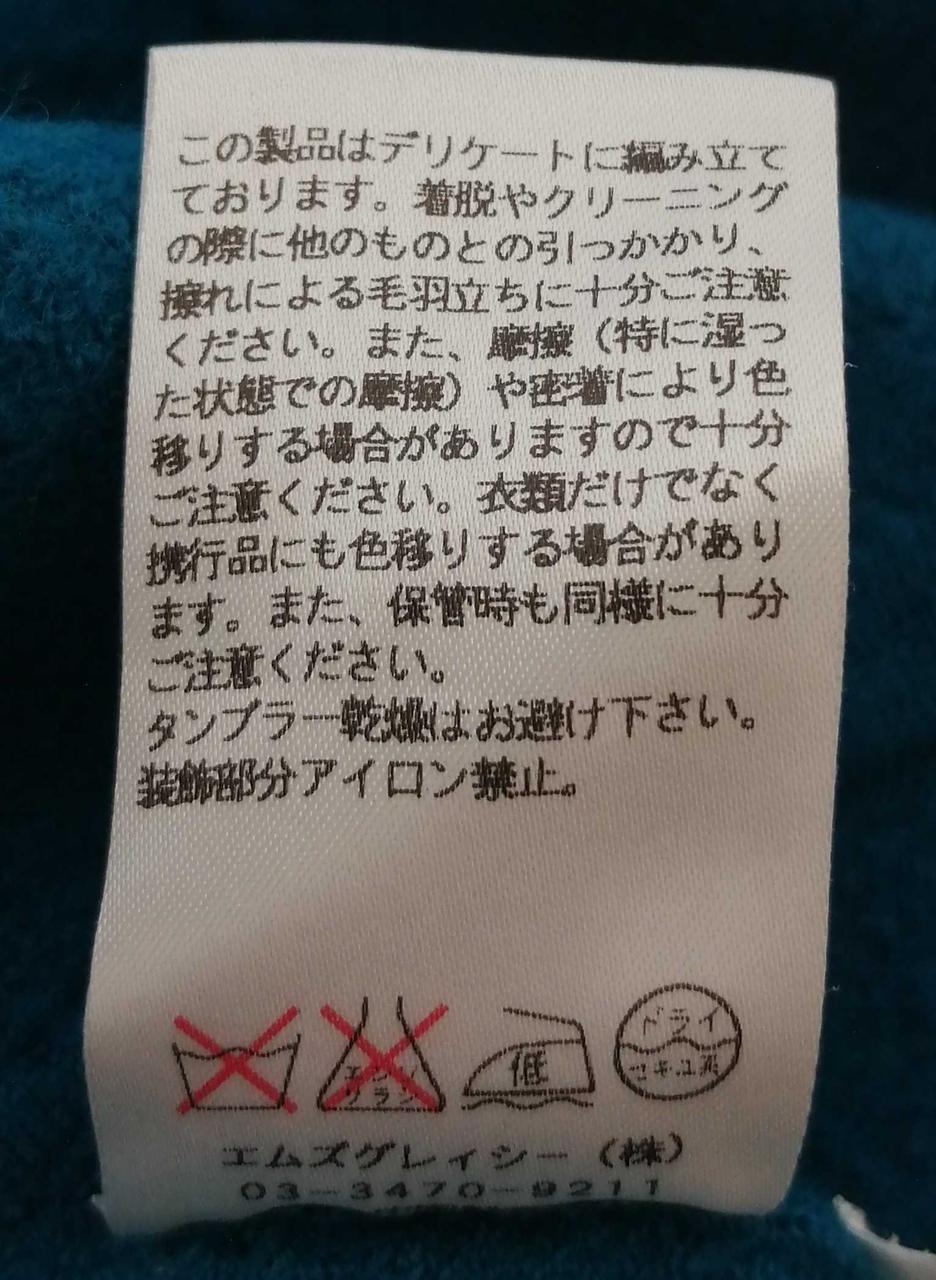 この製品はデリケートに編み立て
ております。着脱やクリーニング
の際に他のものとの引っかかり、
擦れによる毛羽立ちに十分ご注意
ください。また、摩擦（特に湿っ
た状態での摩擦）や密着により色
移りする場合がありますので十分
ご注意ください。衣類だけでなく
携行品にも色移りする場合があり
ます。また、保管時も同様に十分
ご注意ください。
タンブラー乾燥はお避け下さい。
装飾部分アイロン禁止。
エンソ
サラシ
低
ドライ
セキユ系
エムズグレィシー（株）
03-3470-9211